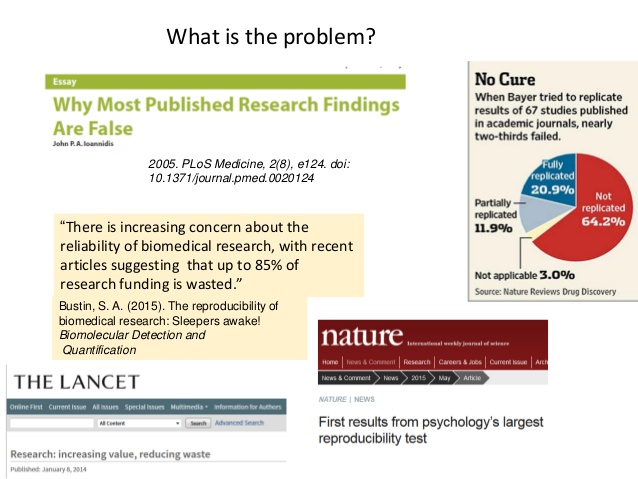 What is the problem?
Essay
Why Most Published Research Findings
Are False
John P. A. Ioannidis
2005. PLoS Medicine, 2(8), e124. doi:
10.1371/journal.pmed.0020124
“There is increasing concern about the
reliability of biomedical research, with recent
articles suggesting that up to 85% of
research funding is wasted.”
Bustin, S. A. (2015). The reproducibility of
biomedical research: Sleepers awake!
Biomolecular Detection and
Quantification
THE LANCET
Online First Current Issue All Issues Special Issues Multimedia Information for Authors
All Content Search Advanced Search
Research: increasing value, reducing waste
Published: January 8, 2014
No Cure
When Bayer tried to replicate
results of 67 studies published
in academic journals, nearly
two-thirds failed.
Fully
replicated
20.9%
Not
replicated
64.2%
Partially
replicated
11.9%
Not applicable 3.0%
Source: Nature Reviews Drug Discovery
nature International weekly journal of science
Home News & Comment Research Careers & Jobs Current Issue Arch
News & Comment News 2015 May Article
NATURE | NEWS
First results from psychology’s largest
reproducibility test